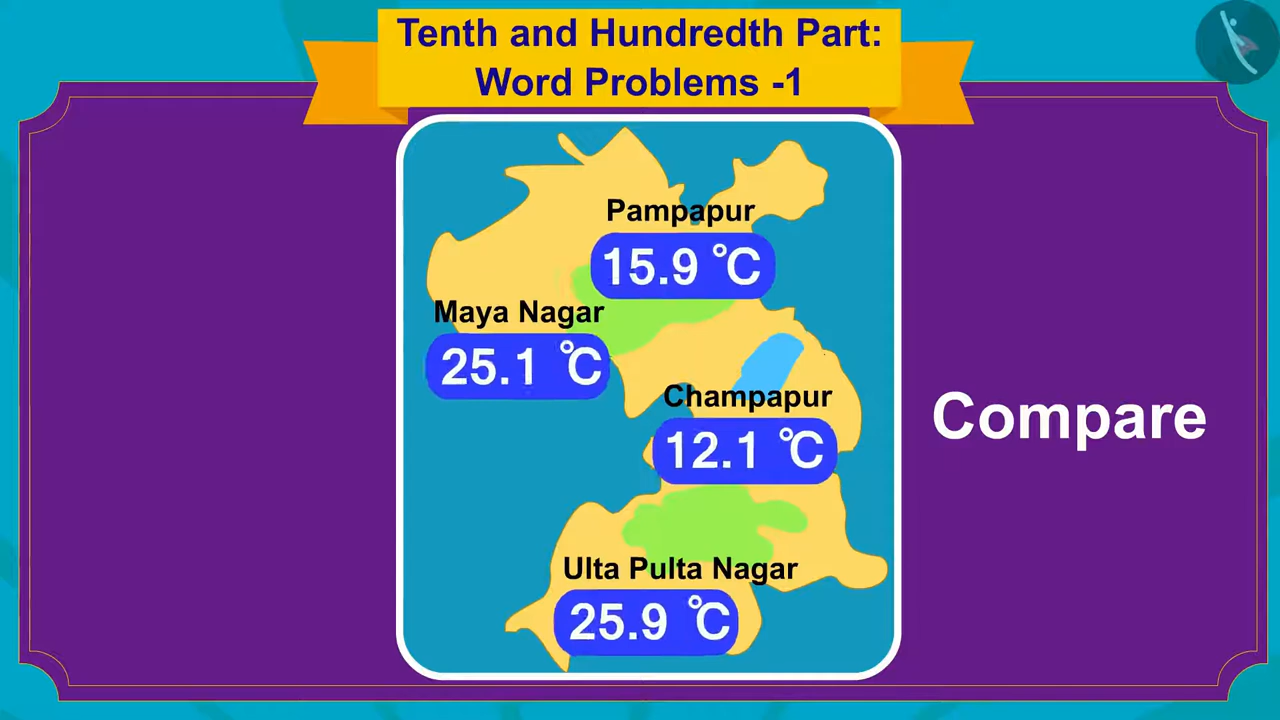 Tenth and Hundredth Part:
Word Problems -1
Pampapur
15.9 °C
Maya Nagar
25.1 °C
Champapur
12.1 °C
Compare
Ulta Pulta Nagar
25.9 °C